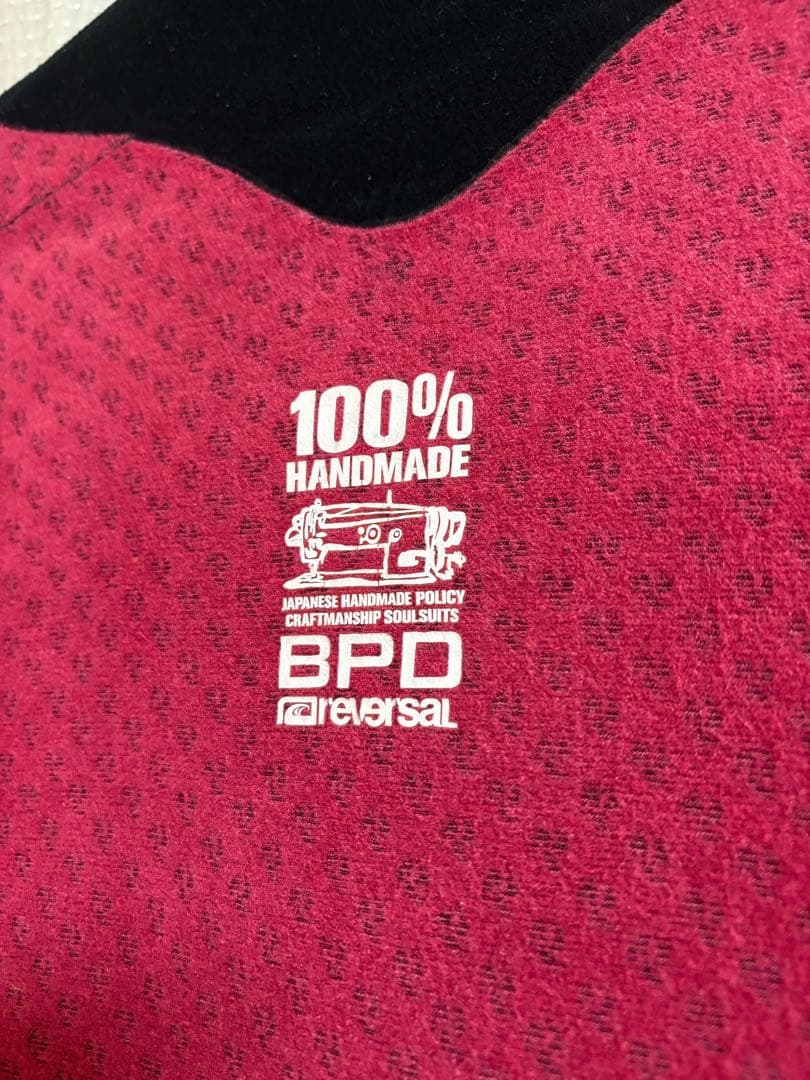 100%
HANDMADE
JAPANESE HANDMADE POLICY
CRAFTMANSHIP SOULSUITS
BPD
reversal